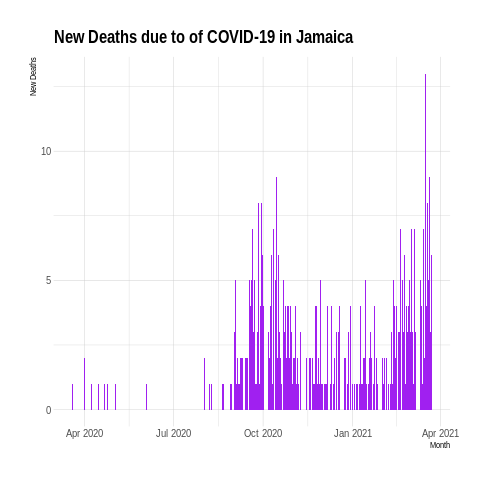 New Deaths due to of COVID-19 in Jamaica
New Deaths
10
5
0
Apr 2020
Jul 2020
Oct 2020
Jan 2021
Apr 2021
Month